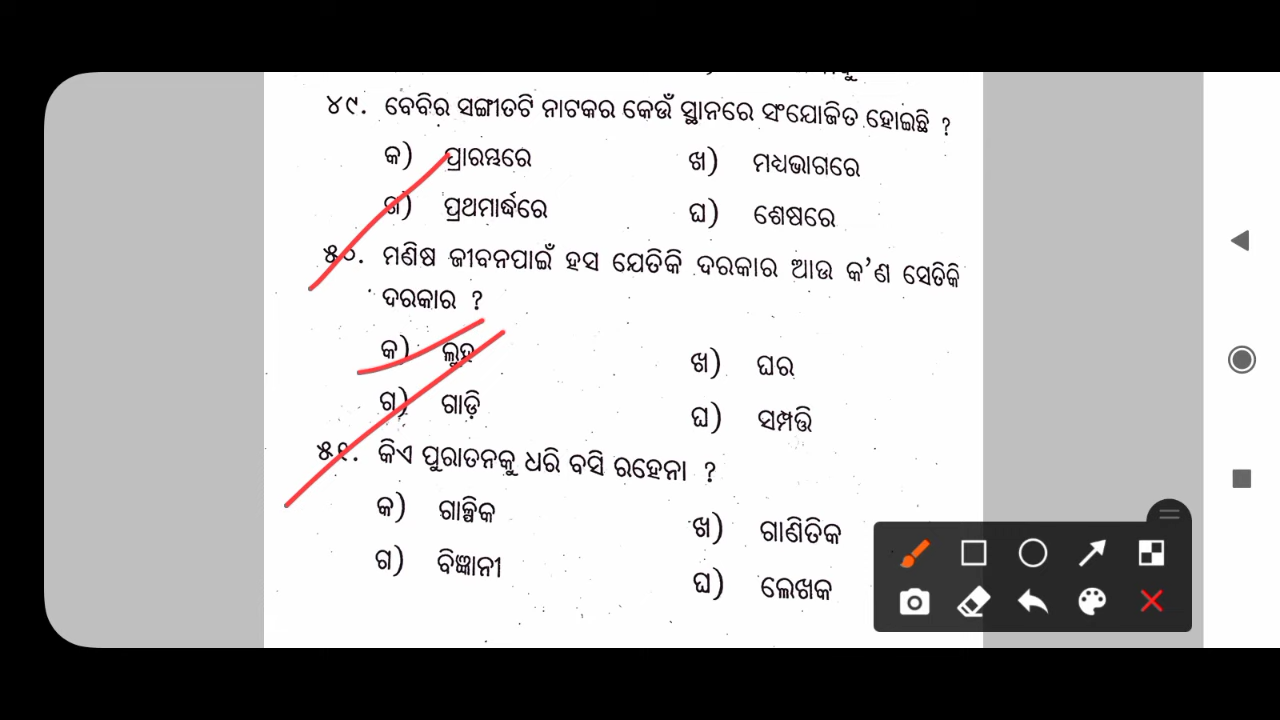 ୪୯. ବେବିର ସଙ୍ଗୀତଟି ନାଟକର କେଉଁ ସ୍ଥାନରେ ସଂଯୋଜିତ ହୋଇଛି ?
କ) ପ୍ରାରମ୍ଭରେ ଖ) ମଧ୍ୟଭାଗରେ
ଗ) ପ୍ରଥମାର୍ଦ୍ଧରେ ଘ) ଶେଷରେ
୫୦. ମଣିଷ ଜୀବନପାଇଁ ହସ ଯେତିକି ଦରକାର ଆଉ କ'ଣ ସେତିକି
ଦରକାର ?
କ) ଲୁହ ଖ) ଘର
ଗ) ଗାଡ଼ି ଘ) ସମ୍ପତ୍ତି
୫୧. କିଏ ପୁରାତନକୁ ଧରି ବସି ରହେନା ?
କ) ଗାଳ୍ପିକ ଖ) ଗାଣିତିକ
ଗ) ବିଜ୍ଞାନୀ ଘ) ଲେଖକ